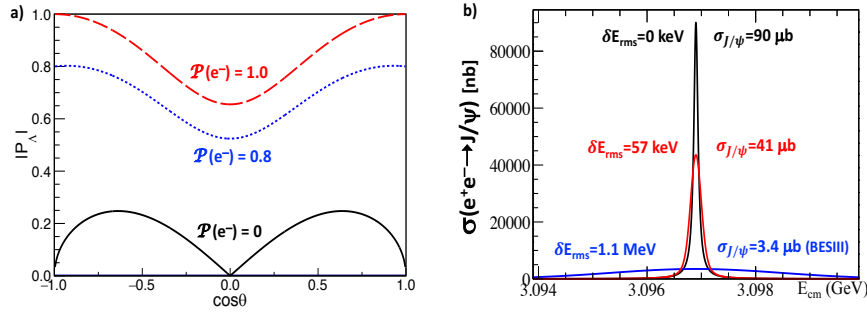 a)
|P_Λ|
1.0
0.8
0.6
0.4
0.2
0.0
𝒫(e⁻) = 1.0
𝒫(e⁻) = 0.8
𝒫(e⁻) = 0
-1.0
-0.5
0.0
0.5
1.0
cosθ
b)
σ(e⁺e⁻→J/ψ) [nb]
80000
60000
40000
20000
0
δE_rms=0 keV
σ_J/ψ=90 μb
δE_rms=57 keV
σ_J/ψ=41 μb
δE_rms=1.1 MeV
σ_J/ψ=3.4 μb (BESIII)
3.094
3.096
3.098
E_cm (GeV)